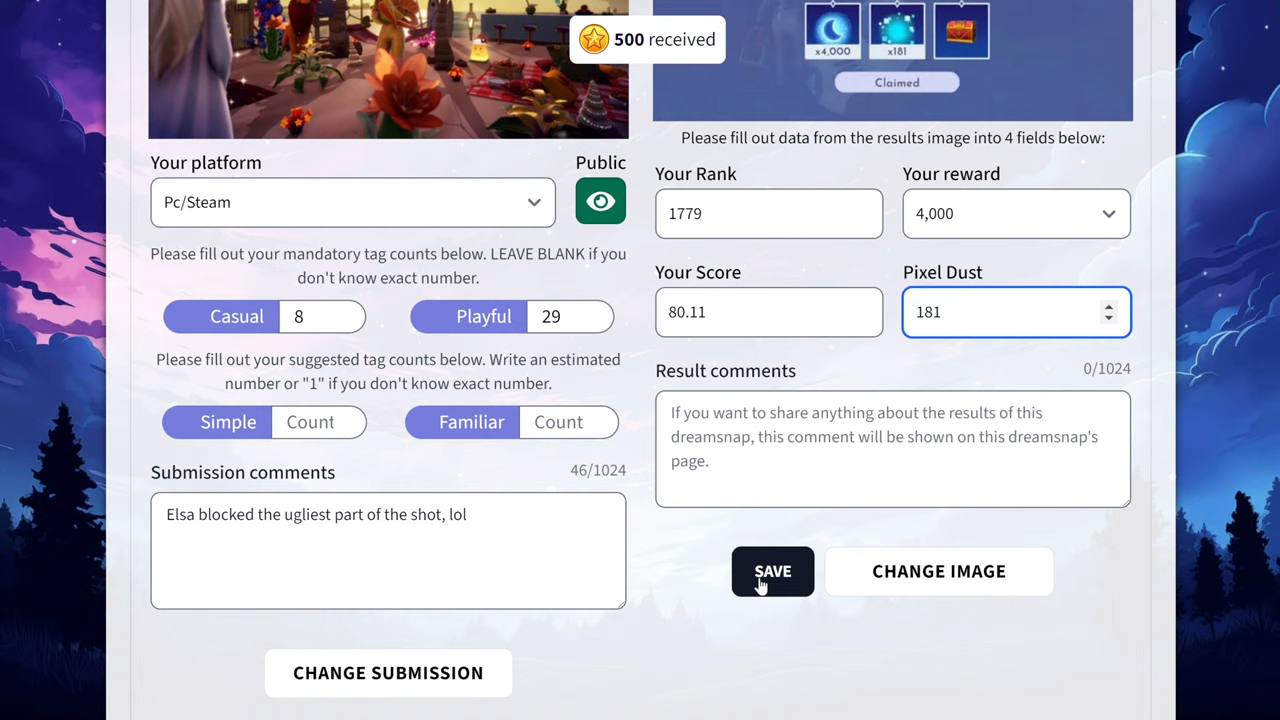 500 received
x4,000
x181
Claimed
Your platform
Public
Pc/Steam
Please fill out your mandatory tag counts below. LEAVE BLANK if you
don't know exact number.
Casual 8
Playful 29
Please fill out your suggested tag counts below. Write an estimated
number or "1" if you don't know exact number.
Simple Count
Familiar Count
Submission comments
46/1024
Elsa blocked the ugliest part of the shot, lol
CHANGE SUBMISSION
Please fill out data from the results image into 4 fields below:
Your Rank
Your reward
1779
4,000
Your Score
Pixel Dust
80.11
181
Result comments
0/1024
If you want to share anything about the results of this
dreamsnap, this comment will be shown on this dreamsnap's
page.
SAVE
CHANGE IMAGE